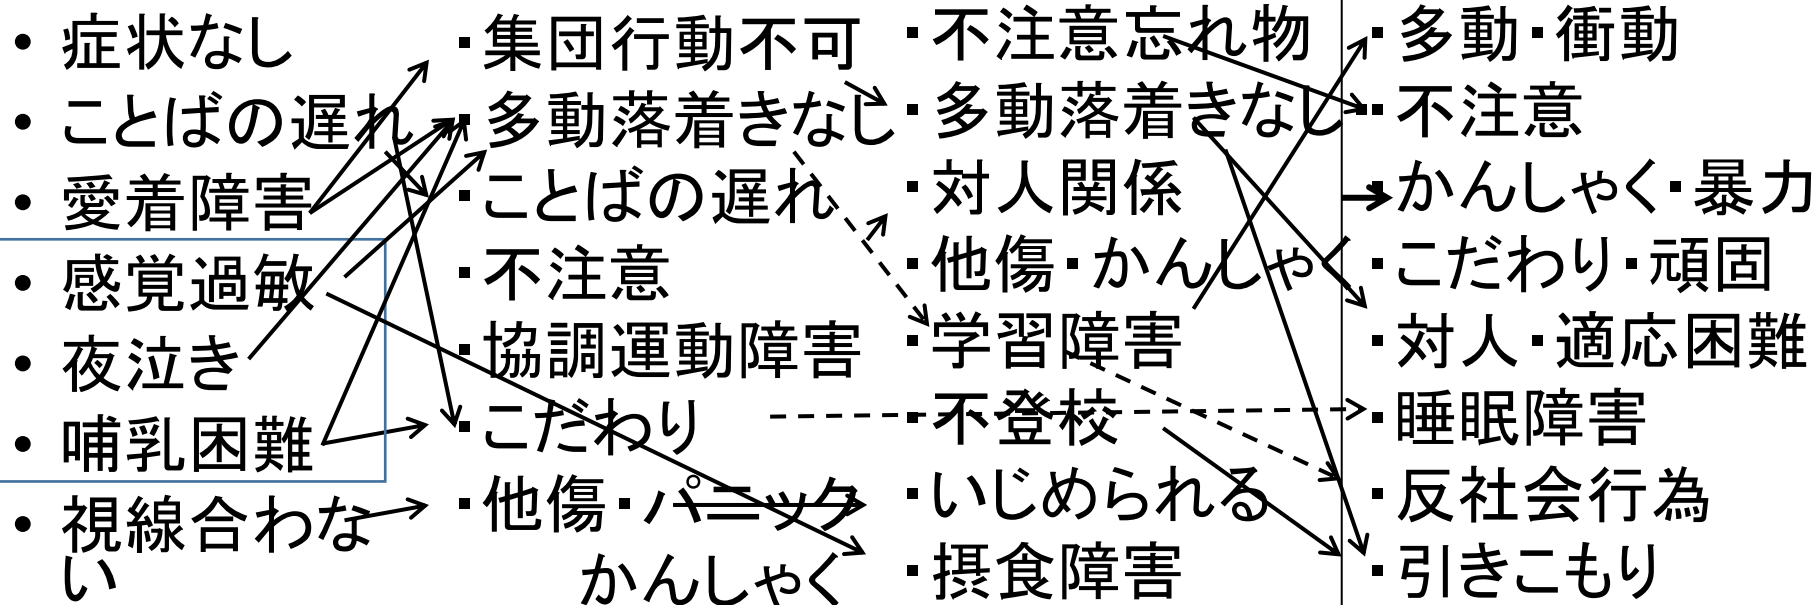 • 症状なし
• ことばの遅れ
• 愛着障害
• 感覚過敏
• 夜泣き
• 哺乳困難
• 視線合わな
い
▪ 集団行動不可
▪ 多動落着きなし
▪ ことばの遅れ
▪ 不注意
▪ 協調運動障害
▪ こだわり
▪ 他傷▪パニック
かんしゃく
▪ 不注意忘れ物
▪ 多動落着きなし
▪ 対人関係
▪ 他傷▪かんしゃく
▪ 学習障害
▪ 不登校
▪ いじめられる
▪ 摂食障害
▪ 多動▪衝動
▪ 不注意
▪ かんしゃく▪暴力
▪ こだわり▪頑固
▪ 対人▪適応困難
▪ 睡眠障害
▪ 反社会行為
▪ 引きこもり